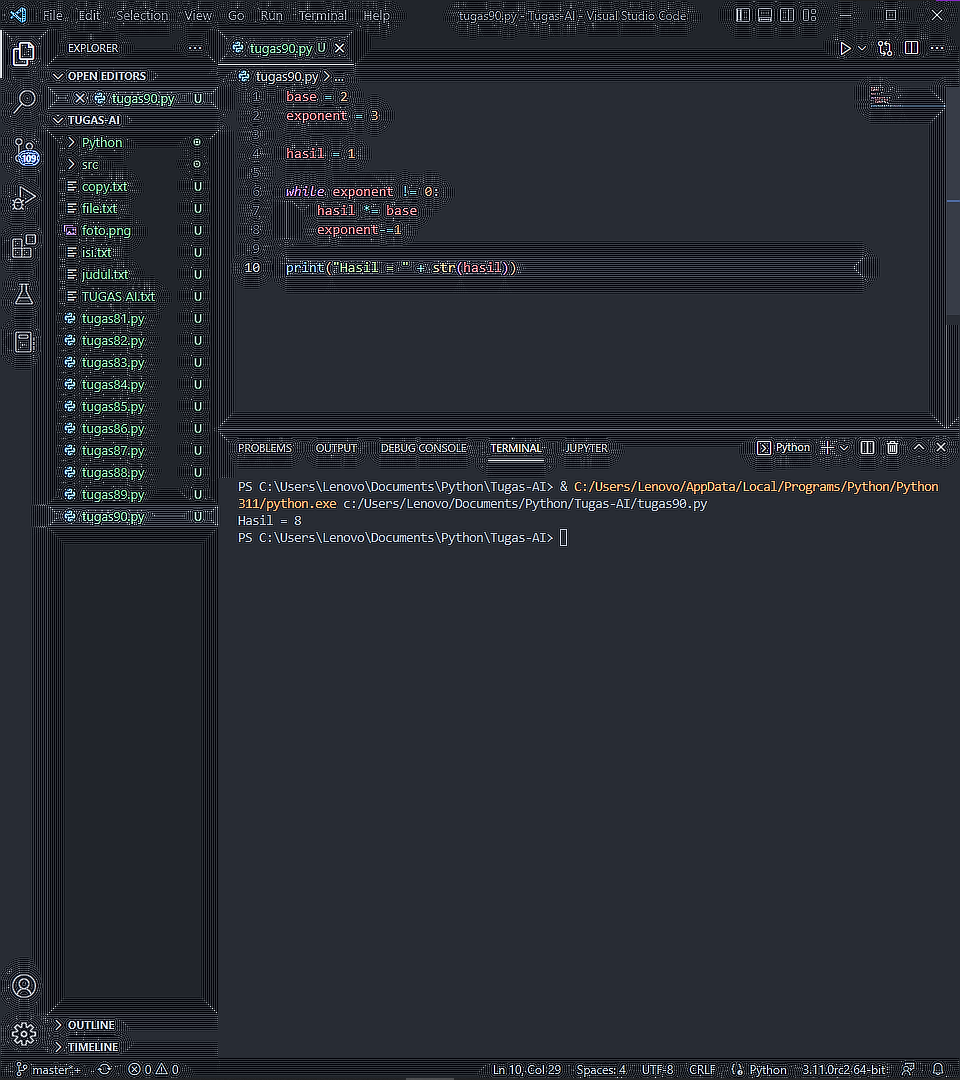 File Edit Selection View Go Run Terminal Help tugas90.py - Tugas-AI - Visual Studio Code
EXPLORER ...
tugas90.py U
OPEN EDITORS
tugas90.py U
tugas90.py > ...
TUGAS-AI
Python
src
copy.txt U
file.txt U
foto.png U
isi.txt U
judul.txt U
TUGAS AI.txt U
tugas81.py U
tugas82.py U
tugas83.py U
tugas84.py U
tugas85.py U
tugas86.py U
tugas87.py U
tugas88.py U
tugas89.py U
tugas90.py U
109
1 base = 2
2 exponent = 3
3
4 hasil = 1
5
6 while exponent != 0:
7 hasil *= base
8 exponent-=1
9
10 print("Hasil = " + str(hasil))
PROBLEMS OUTPUT DEBUG CONSOLE TERMINAL JUPYTER Python
PS C:\Users\Lenovo\Documents\Python\Tugas-AI> & C:/Users/Lenovo/AppData/Local/Programs/Python/Python
311/python.exe c:/Users/Lenovo/Documents/Python/Tugas-AI/tugas90.py
Hasil = 8
PS C:\Users\Lenovo\Documents\Python\Tugas-AI>
OUTLINE
TIMELINE
master*+ 0 0 Ln 10, Col 29 Spaces: 4 UTF-8 CRLF Python 3.11.0rc2 64-bit